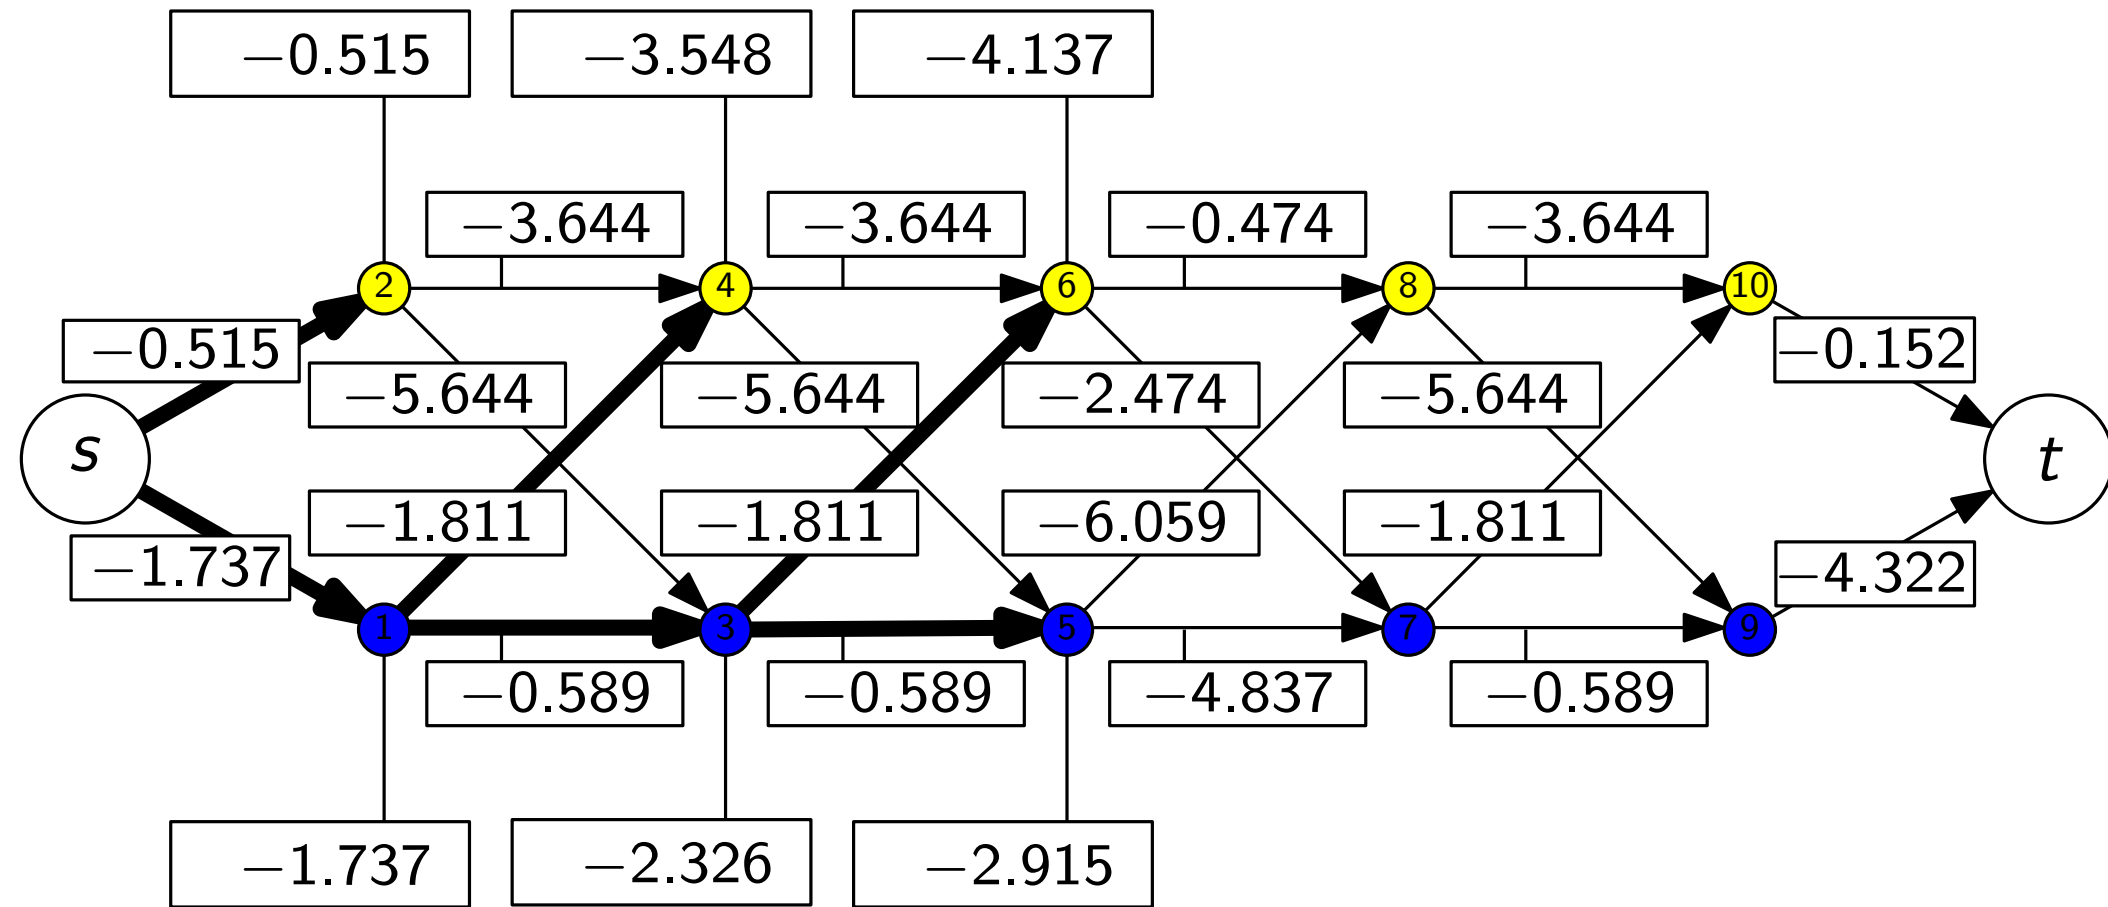 −0.515 −3.548 −4.137
−3.644 −3.644 −0.474 −3.644
2 4 6 8 10
−0.515 −0.152
−5.644 −5.644 −2.474 −5.644
s t
−1.811 −1.811 −6.059 −1.811
−1.737 −4.322
1 3 5 7 9
−0.589 −0.589 −4.837 −0.589
−1.737 −2.326 −2.915